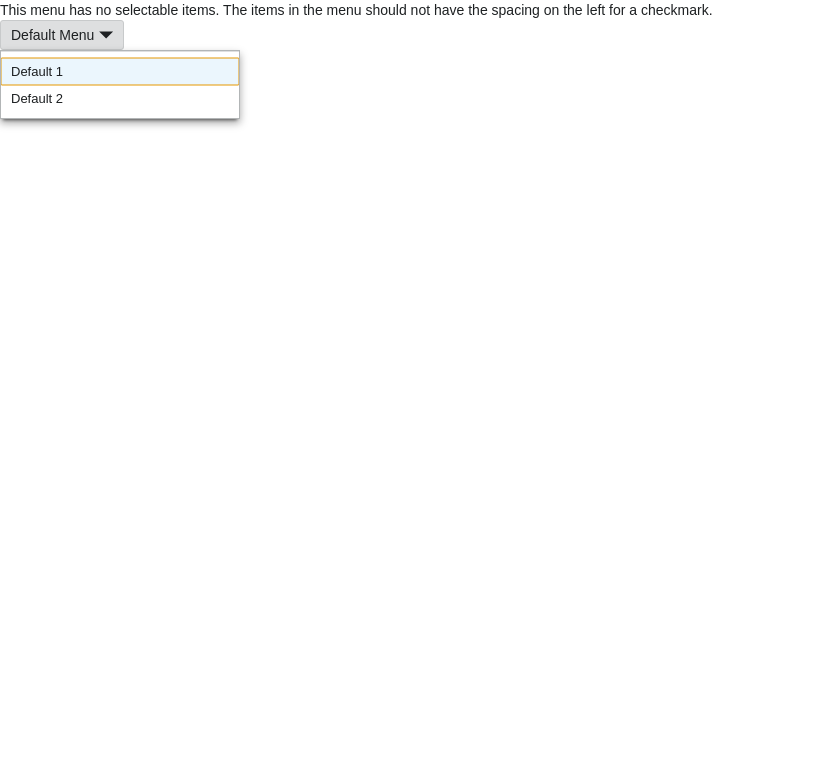 This menu has no selectable items. The items in the menu should not have the spacing on the left for a checkmark.
Default Menu
Default 1
Default 2